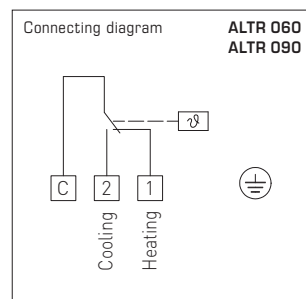 Connecting diagram ALTR 060
ALTR 090
ϑ
C 2 1
Cooling
Heating